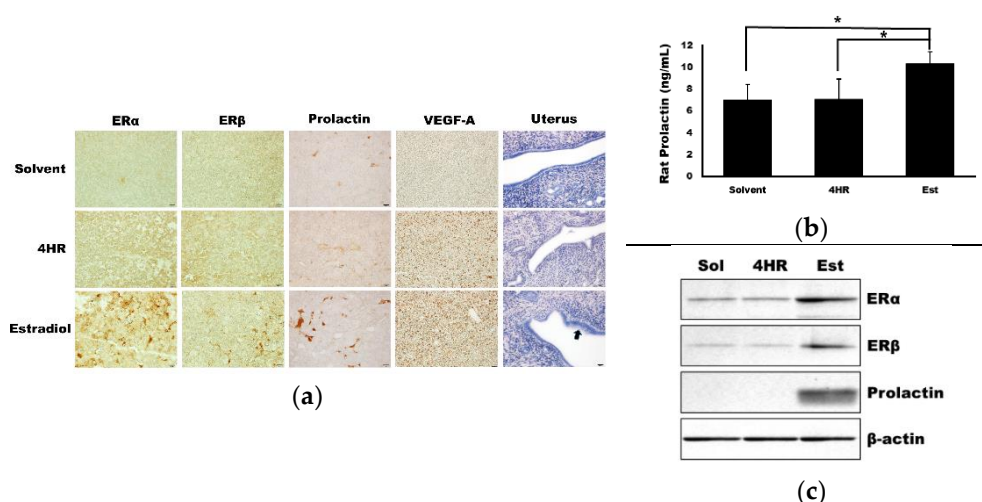 ERα ERβ Prolactin VEGF-A Uterus
Solvent
4HR
Estradiol
(a)
* 
*
Rat Prolactin (ng/mL)
12
10
8
6
4
2
0
Solvent 4HR Est
(b)
Sol 4HR Est
ERα
ERβ
Prolactin
β-actin
(c)